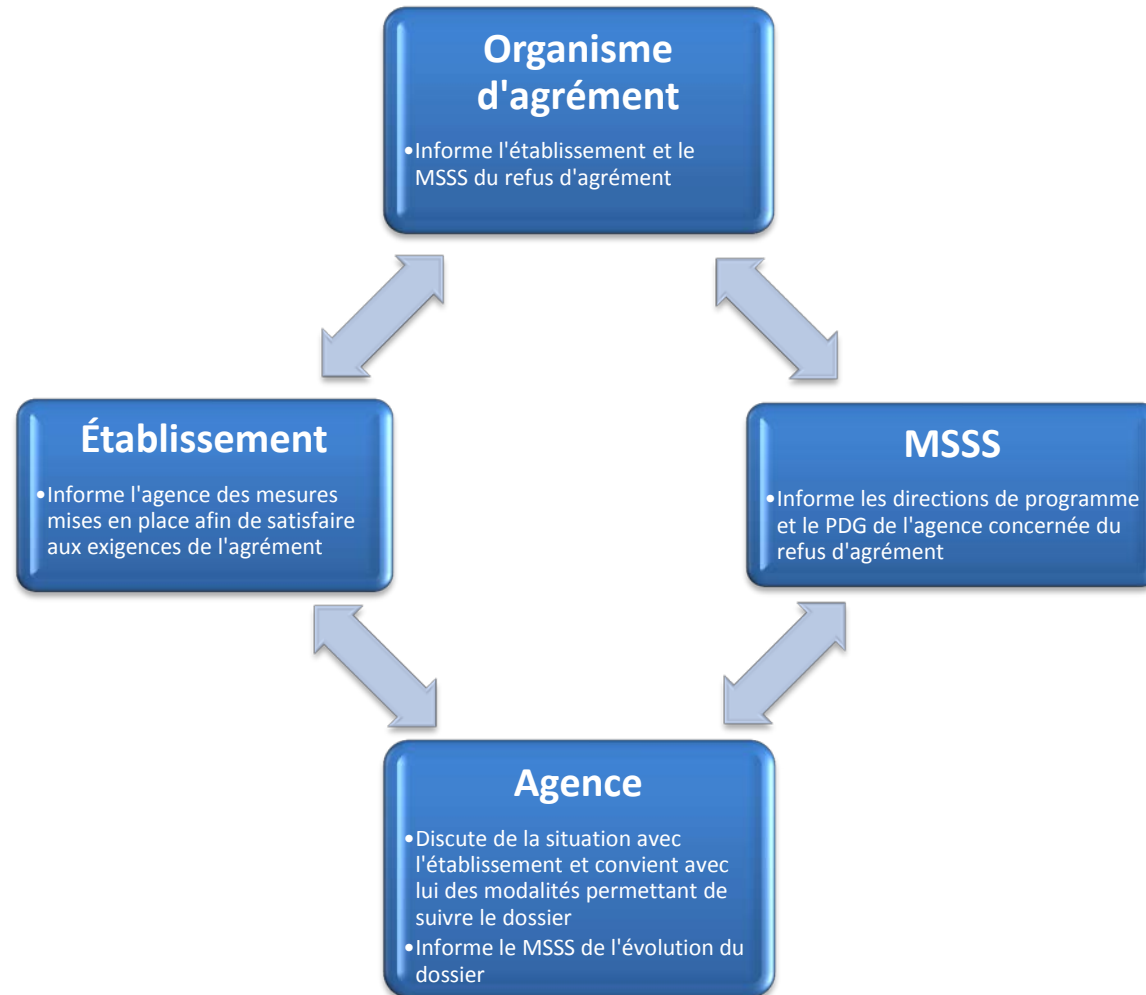 Organisme
d'agrément
•Informe l'établissement et le
MSSS du refus d'agrément
Établissement
•Informe l'agence des mesures
mises en place afin de satisfaire
aux exigences de l'agrément
MSSS
•Informe les directions de programme
et le PDG de l'agence concernée du
refus d'agrément
Agence
•Discute de la situation avec
l'établissement et convient avec
lui des modalités permettant de
suivre le dossier
•Informe le MSSS de l'évolution du
dossier